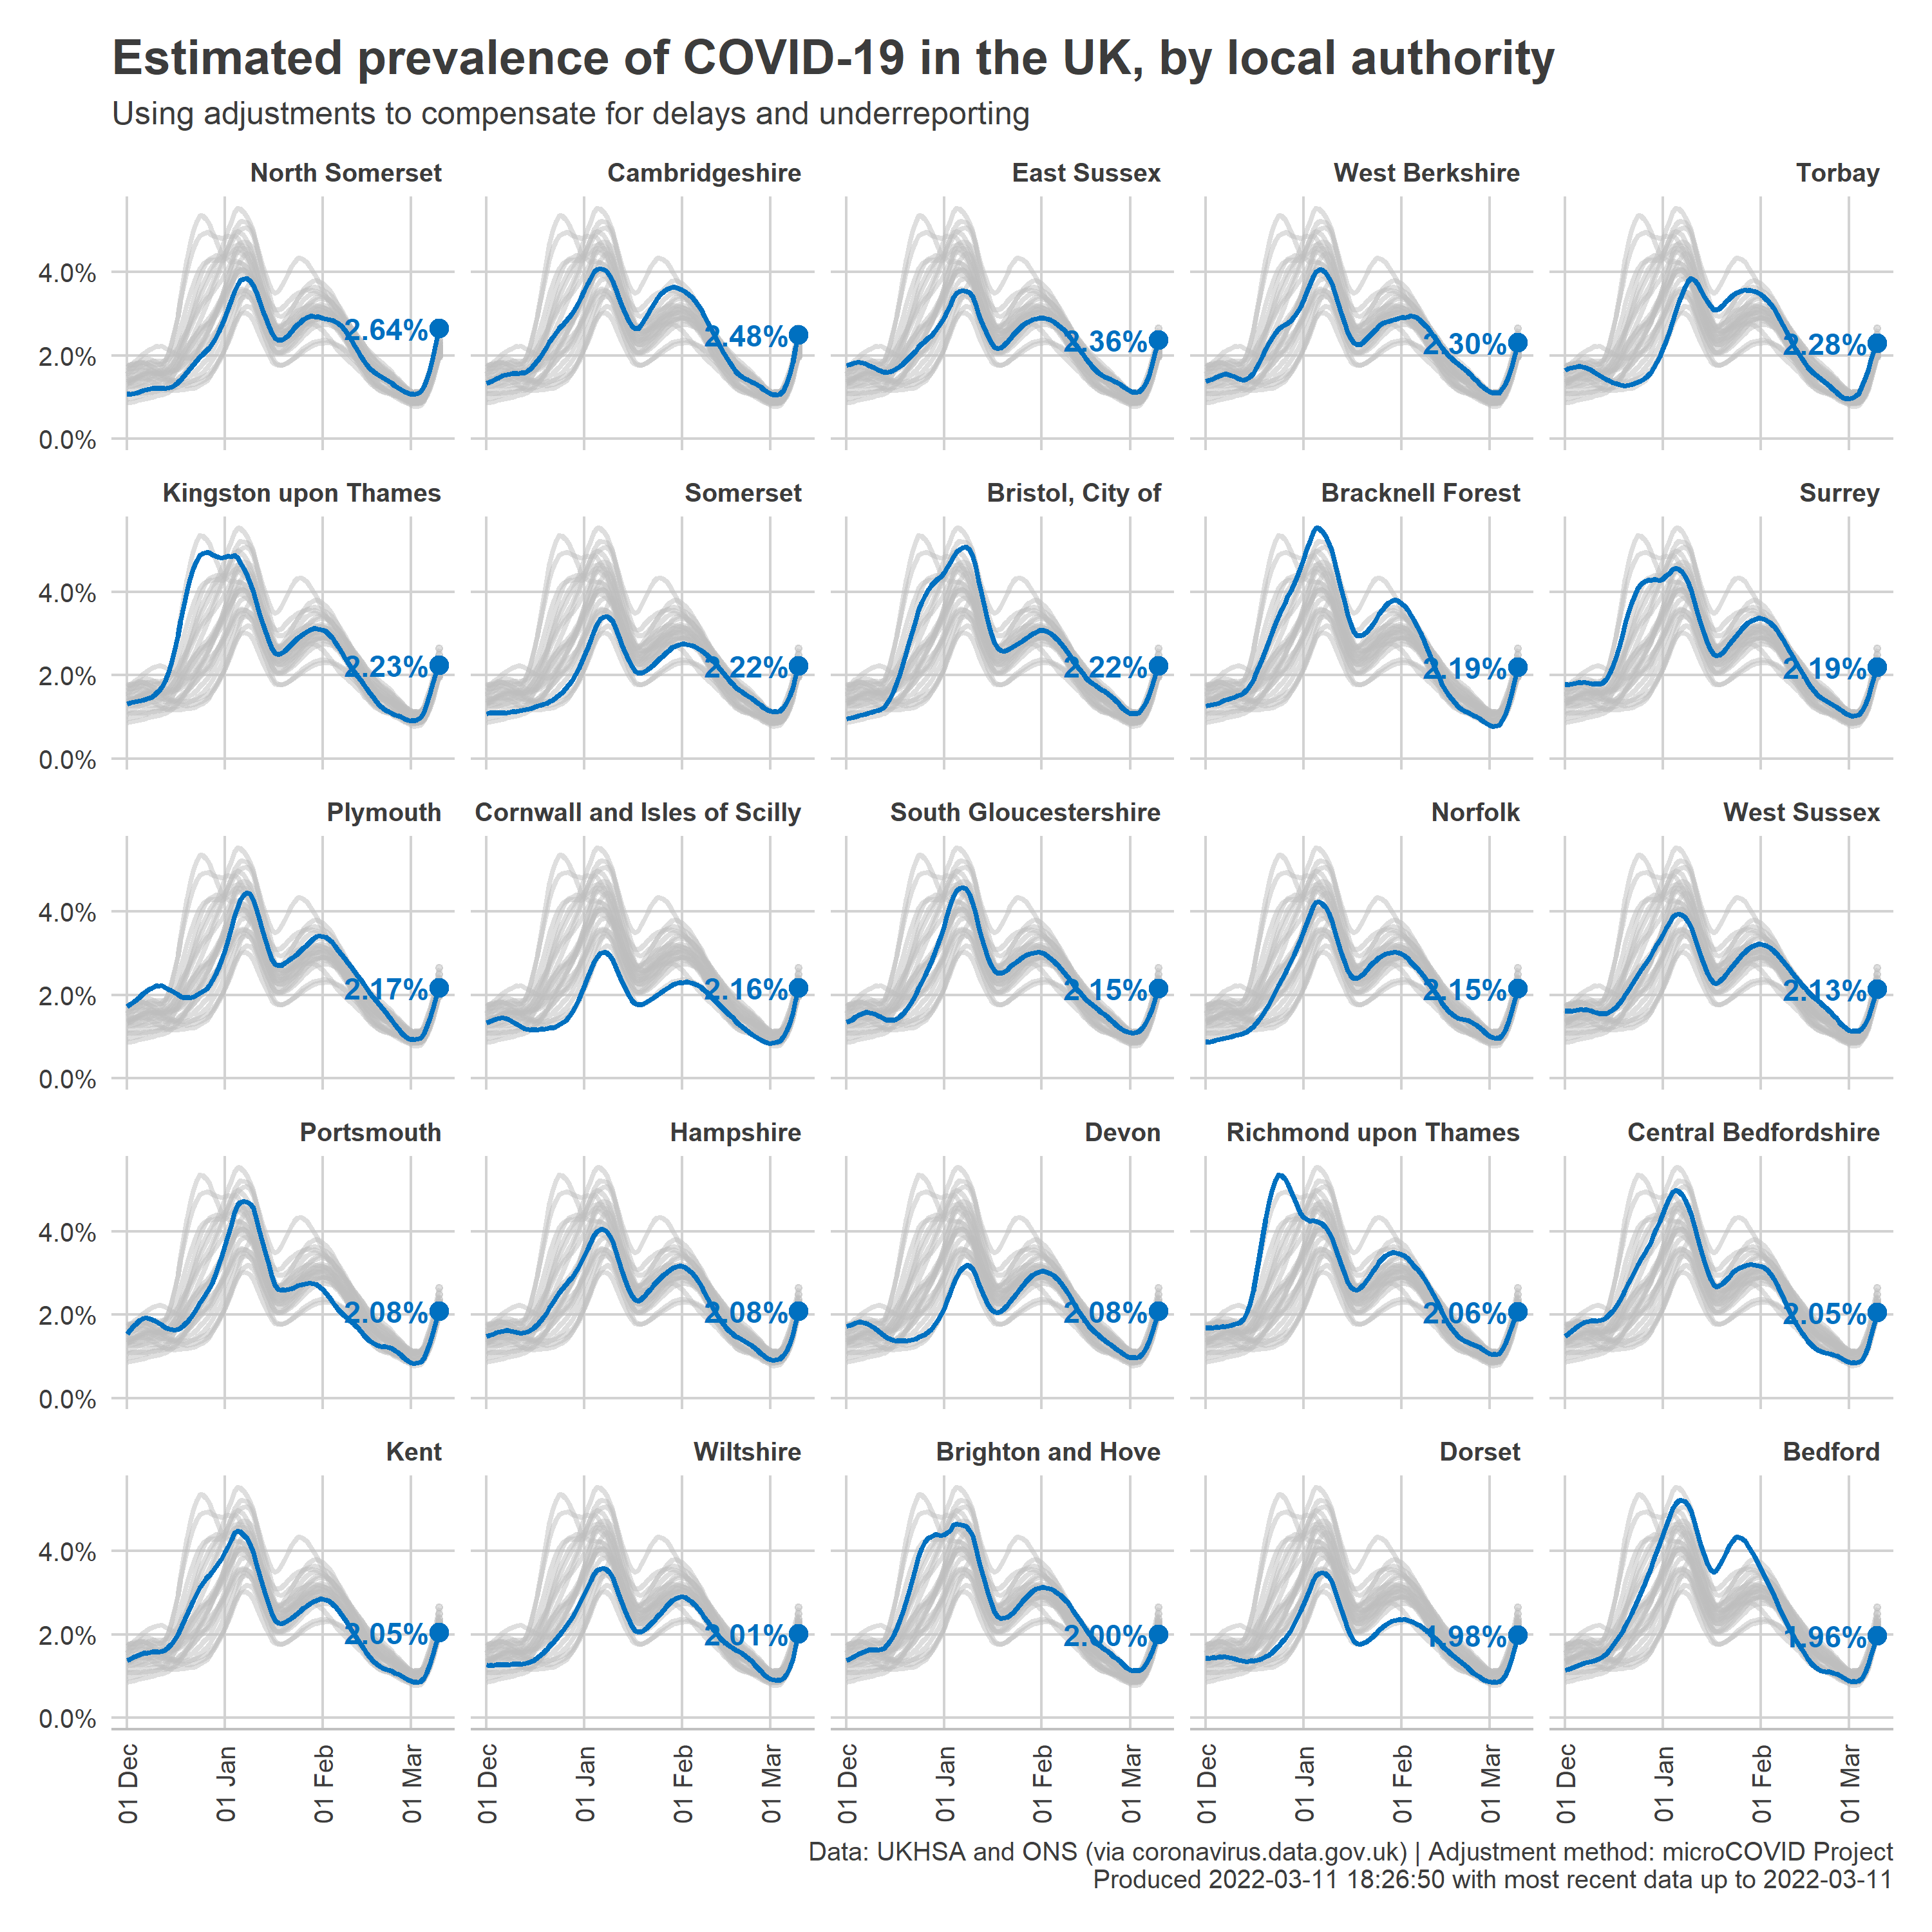 Estimated prevalence of COVID-19 in the UK, by local authority
Using adjustments to compensate for delays and underreporting
North Somerset
Cambridgeshire
East Sussex
West Berkshire
Torbay
4.0%
2.0%
0.0%
2.64%
2.48%
2.36%
2.30%
2.28%
Kingston upon Thames
Somerset
Bristol, City of
Bracknell Forest
Surrey
4.0%
2.0%
0.0%
2.23%
2.22%
2.22%
2.19%
2.19%
Plymouth
Cornwall and Isles of Scilly
South Gloucestershire
Norfolk
West Sussex
4.0%
2.0%
0.0%
2.17%
2.16%
2.15%
2.15%
2.13%
Portsmouth
Hampshire
Devon
Richmond upon Thames
Central Bedfordshire
4.0%
2.0%
0.0%
2.08%
2.08%
2.08%
2.06%
2.05%
Kent
Wiltshire
Brighton and Hove
Dorset
Bedford
4.0%
2.0%
0.0%
2.05%
2.01%
2.00%
1.98%
1.96%
01 Dec
01 Jan
01 Feb
01 Mar
01 Dec
01 Jan
01 Feb
01 Mar
01 Dec
01 Jan
01 Feb
01 Mar
01 Dec
01 Jan
01 Feb
01 Mar
01 Dec
01 Jan
01 Feb
01 Mar
Data: UKHSA and ONS (via coronavirus.data.gov.uk) | Adjustment method: microCOVID Project
Produced 2022-03-11 18:26:50 with most recent data up to 2022-03-11